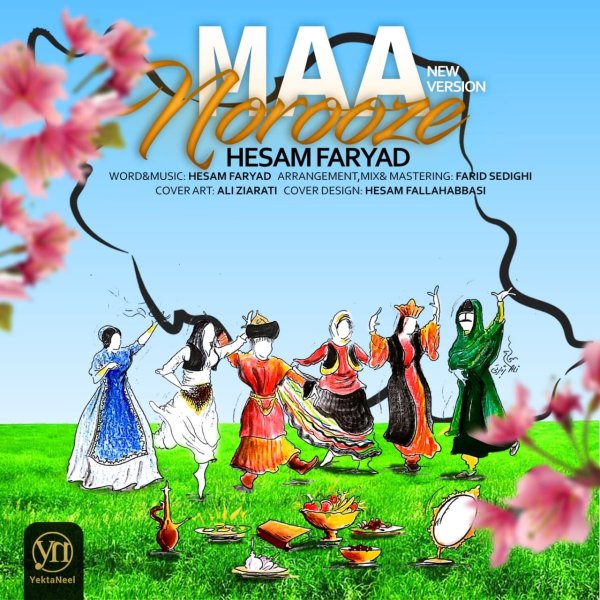 MAA
Norooze
NEW
VERSION
HESAM FARYAD
WORD&MUSIC: HESAM FARYAD ARRANGEMENT,MIX& MASTERING: FARID SEDIGHI
COVER ART: ALI ZIARATI COVER DESIGN: HESAM FALLAHABBASI
yn
YektaNeel